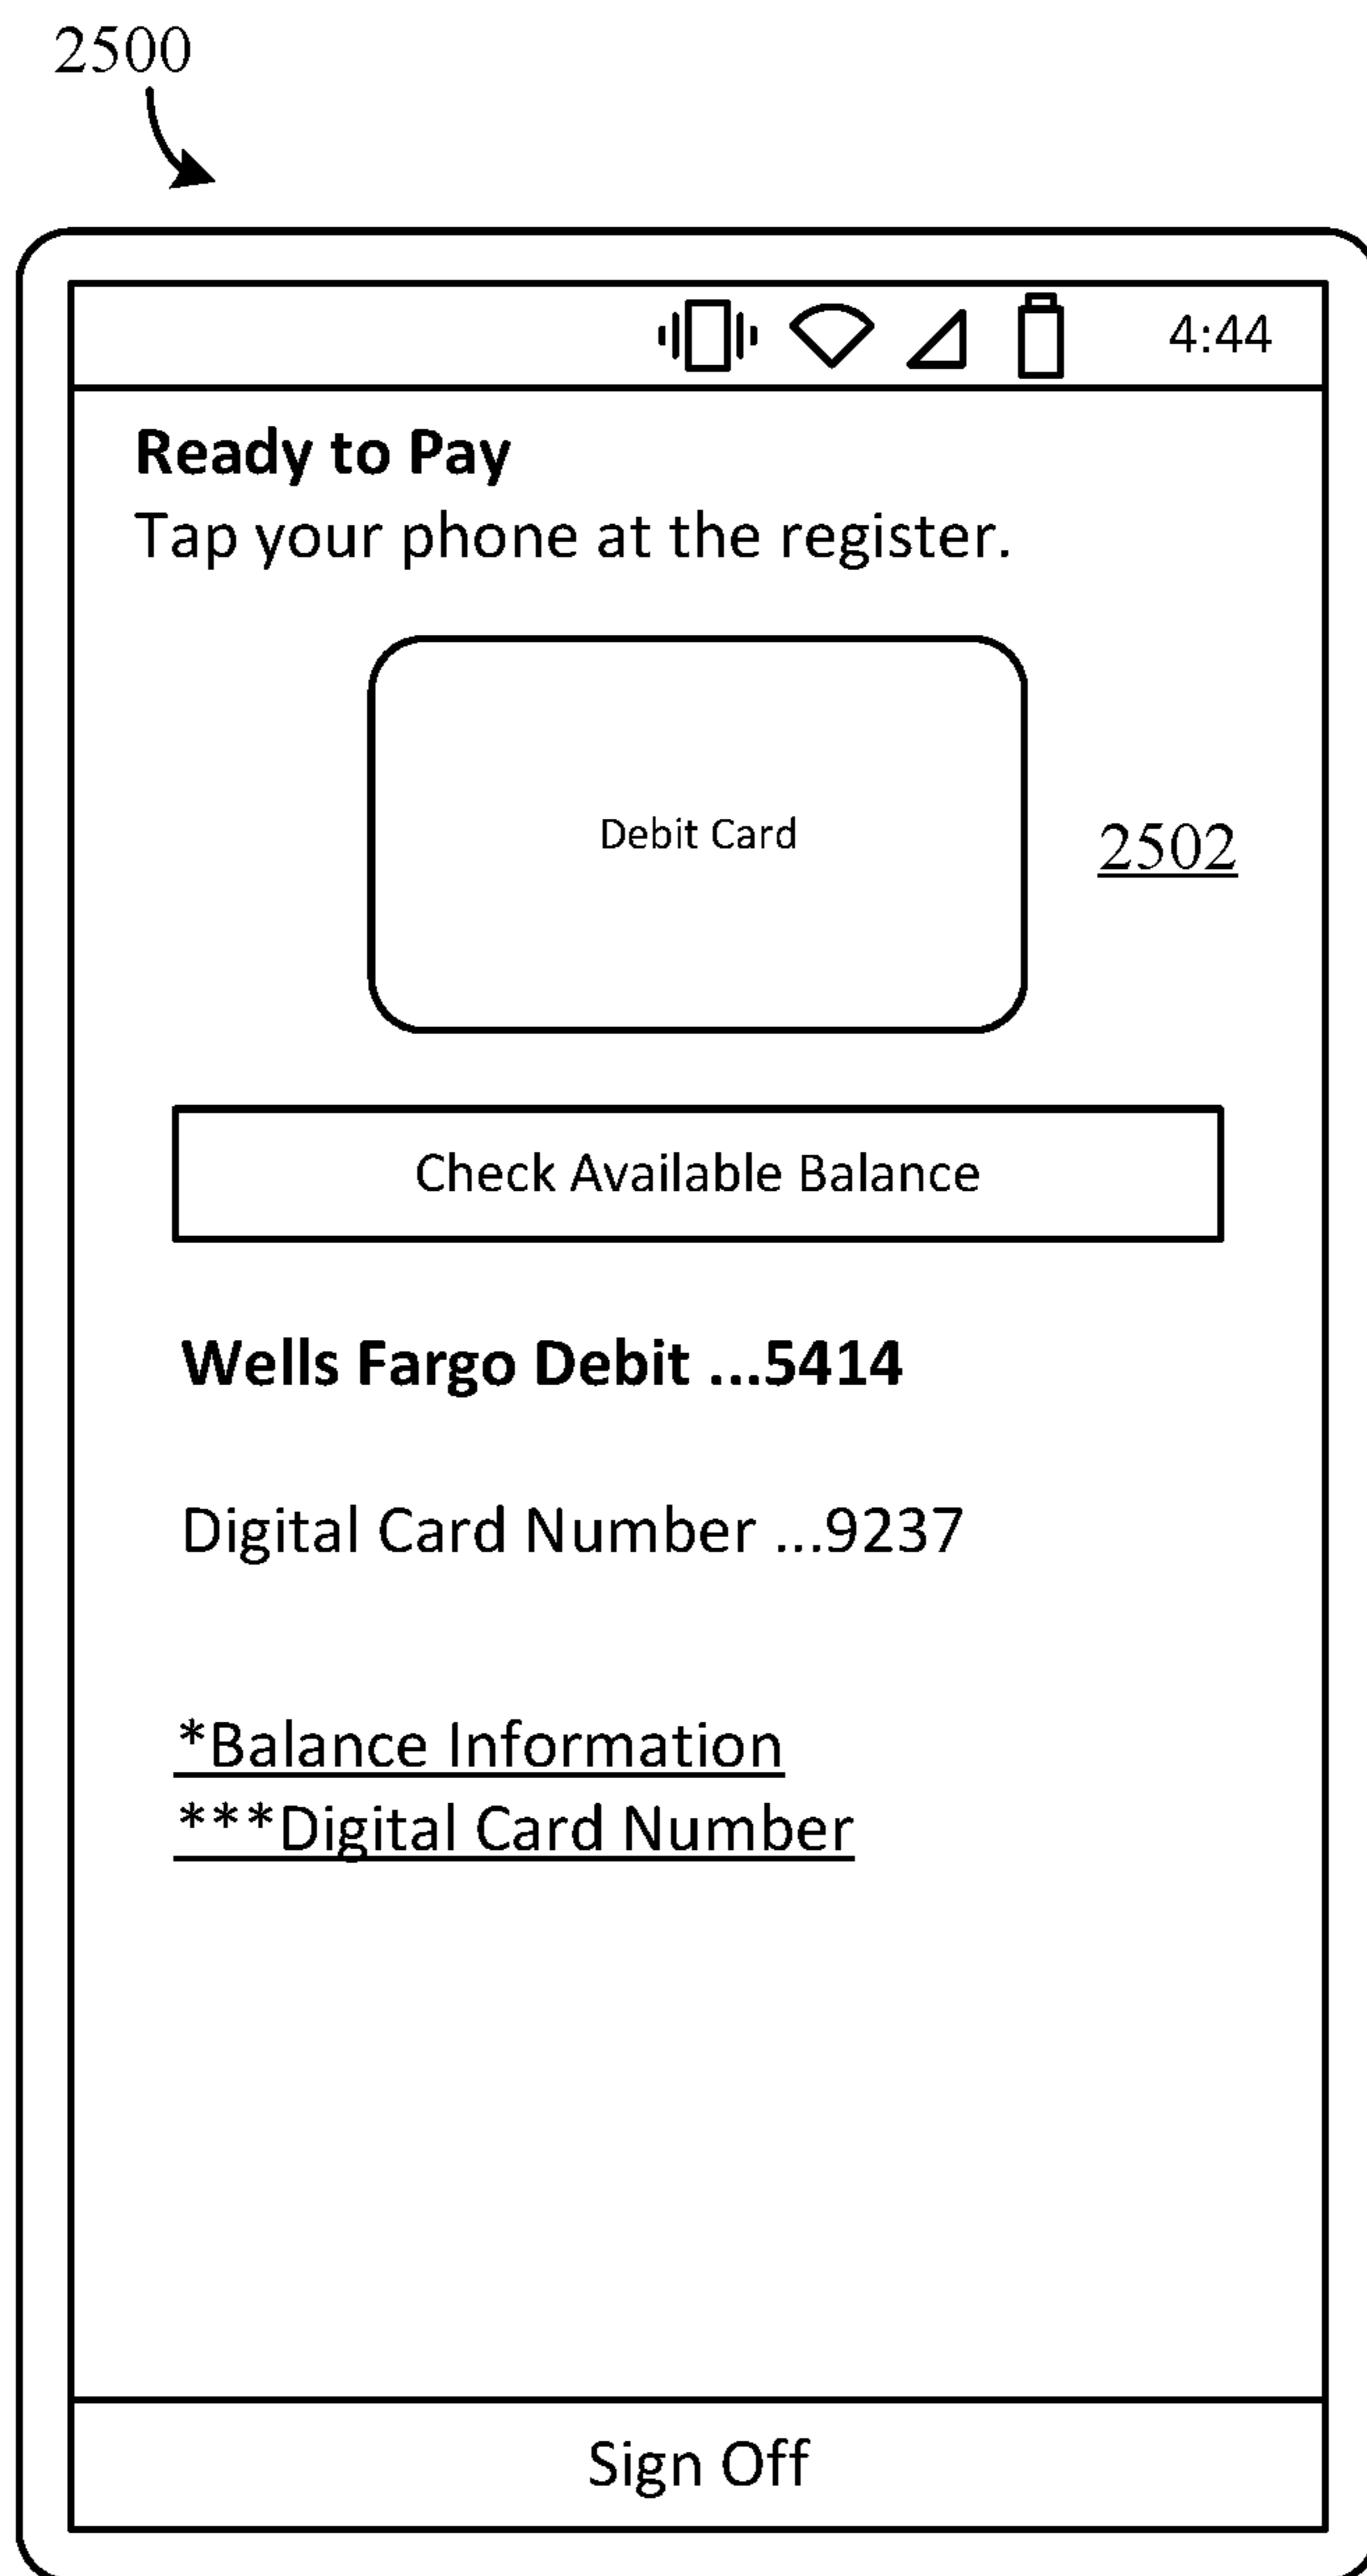 2500
4:44
Ready to Pay
Tap your phone at the register.
Debit Card
2502
Check Available Balance
Wells Fargo Debit ...5414
Digital Card Number ...9237
*Balance Information
***Digital Card Number
Sign Off